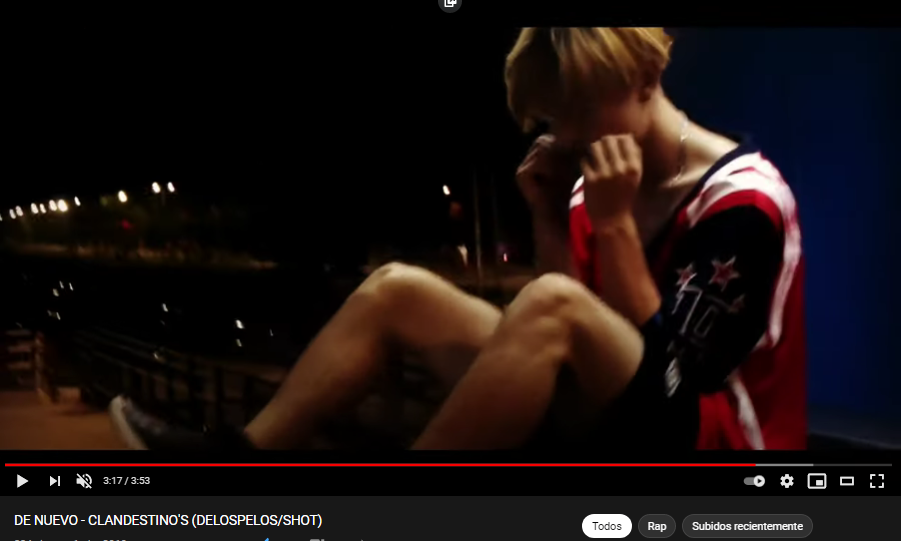 3:17 / 3:53
DE NUEVO - CLANDESTINO'S (DELOSPELOS/SHOT)
Todos
Rap
Subidos recientemente